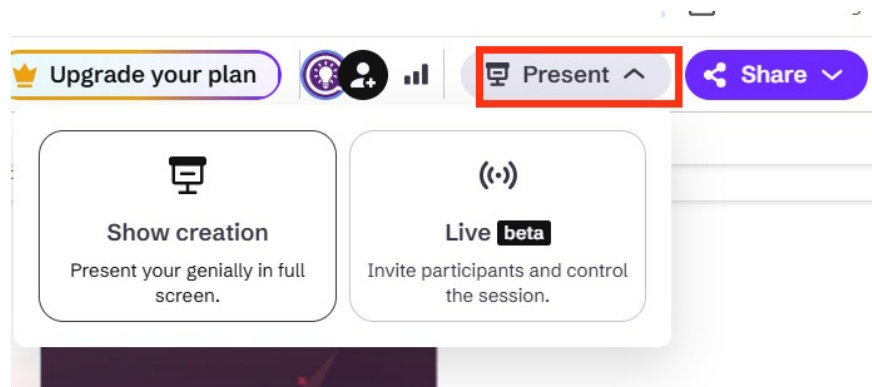 Upgrade your plan
Present
Share
Show creation
Present your genially in full
screen.
Live beta
Invite participants and control
the session.